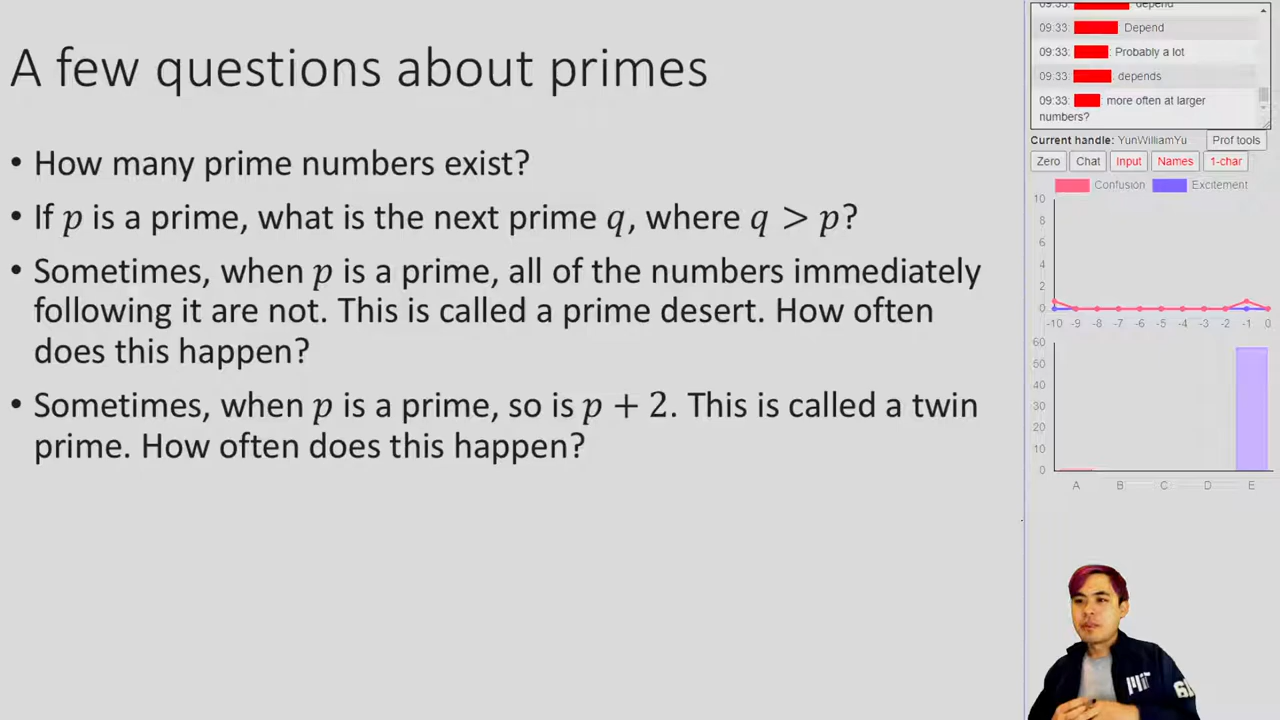 A few questions about primes
• How many prime numbers exist?
• If p is a prime, what is the next prime q, where q > p?
• Sometimes, when p is a prime, all of the numbers immediately
following it are not. This is called a prime desert. How often
does this happen?
• Sometimes, when p is a prime, so is p + 2. This is called a twin
prime. How often does this happen?
09:33: depend
09:33: Depend
09:33: : Probably a lot
09:33: : depends
09:33: : more often at larger
numbers?
Current handle: YunWilliamYu Prof tools
Zero Chat Input Names 1-char
Confusion Excitement
10
8
6
4
2
0
-10 -9 -8 -7 -6 -5 -4 -3 -2 -1 0
60
50
40
30
20
10
0
A B C D E
MIT